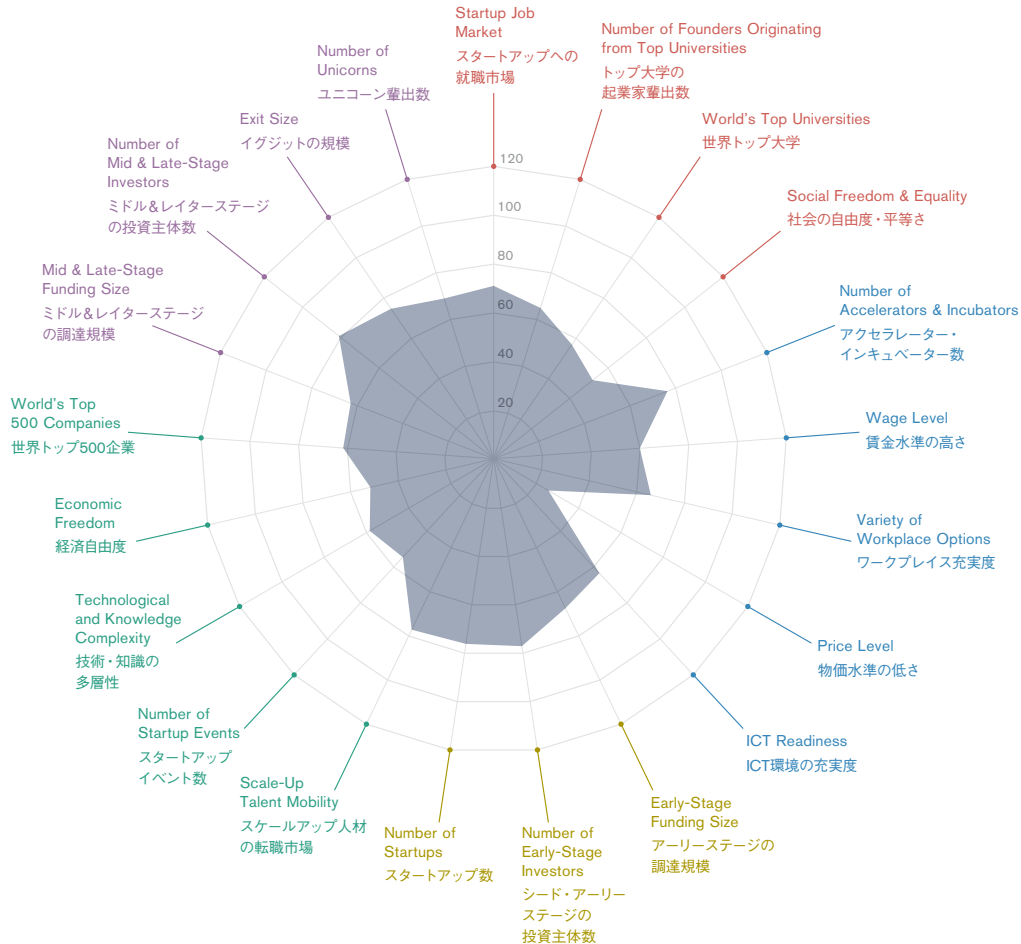 Startup Job
Market
スタートアップへの
就職市場
Number of Founders Originating
from Top Universities
トップ大学の
起業家輩出数
World's Top Universities
世界トップ大学
Social Freedom & Equality
社会の自由度・平等さ
Number of
Accelerators & Incubators
アクセラレーター・
インキュベーター数
Wage Level
賃金水準の高さ
Variety of
Workplace Options
ワークプレイス充実度
Price Level
物価水準の低さ
ICT Readiness
ICT環境の充実度
Early-Stage
Funding Size
アーリーステージの
調達規模
Number of
Early-Stage
Investors
シード・アーリー
ステージの
投資主体数
Number of
Startups
スタートアップ数
Scale-Up
Talent Mobility
スケールアップ人材
の転職市場
Number of
Startup Events
スタートアップ
イベント数
Technological
and Knowledge
Complexity
技術・知識の
多層性
Economic
Freedom
経済自由度
World's Top
500 Companies
世界トップ500企業
Mid & Late-Stage
Funding Size
ミドル&レイターステージ
の調達規模
Number of
Mid & Late-Stage
Investors
ミドル&レイターステージ
の投資主体数
Exit Size
イグジットの規模
Number of
Unicorns
ユニコーン輩出数
120
100
80
60
40
20